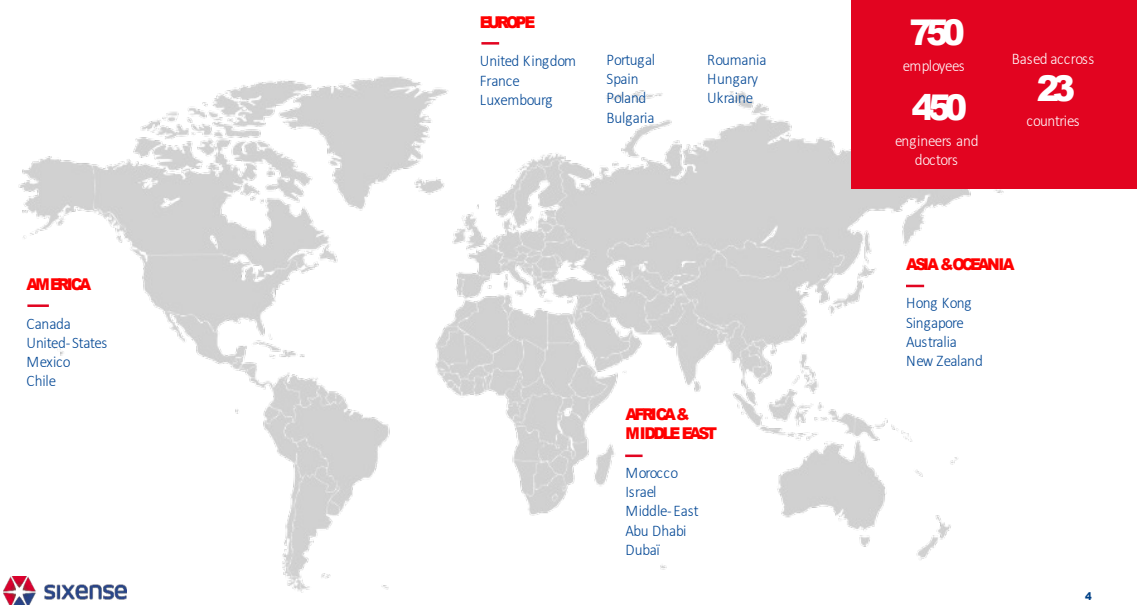 EUROPE
United Kingdom
France
Luxembourg
Portugal
Spain
Poland
Bulgaria
Roumania
Hungary
Ukraine
750
employees
450
engineers and
doctors
Based accross
23
countries
AMERICA
Canada
United-States
Mexico
Chile
ASIA & OCEANIA
Hong Kong
Singapore
Australia
New Zealand
AFRICA &
MIDDLE EAST
Morocco
Israel
Middle-East
Abu Dhabi
Dubaï
sixense
4